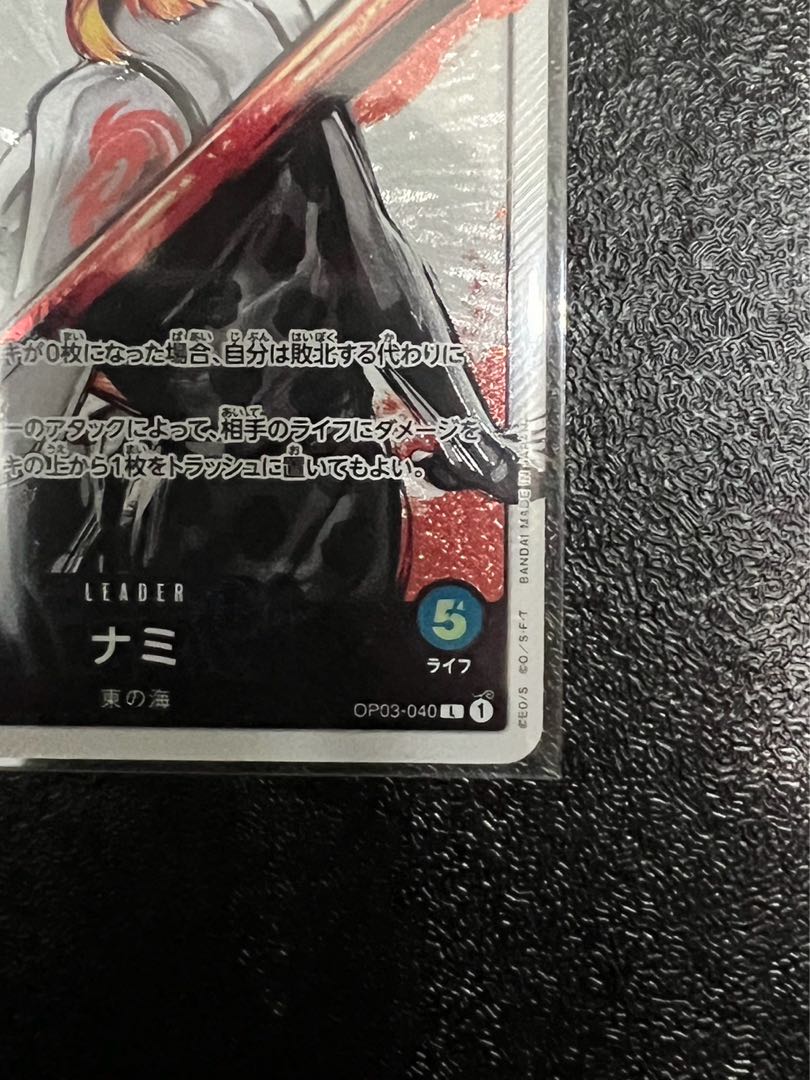 キが0枚になった場合、自分は敗北する代わりに
ーのアタックによって、相手のライフにダメージを
キの上から1枚をトラッシュに置いてもよい。
LEADER
ナミ
東の海
5
ライフ
OP03-040 L 1
©EO/S ©O/S・F・T BANDAI MADE IN JAPAN